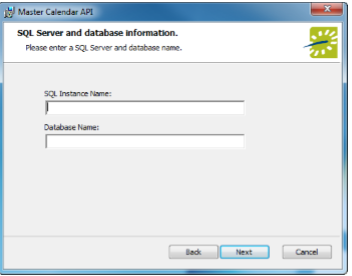 Master Calendar API
SQL Server and database information.
Please enter a SQL Server and database name.
SQL Instance Name:
Database Name:
Back Next Cancel